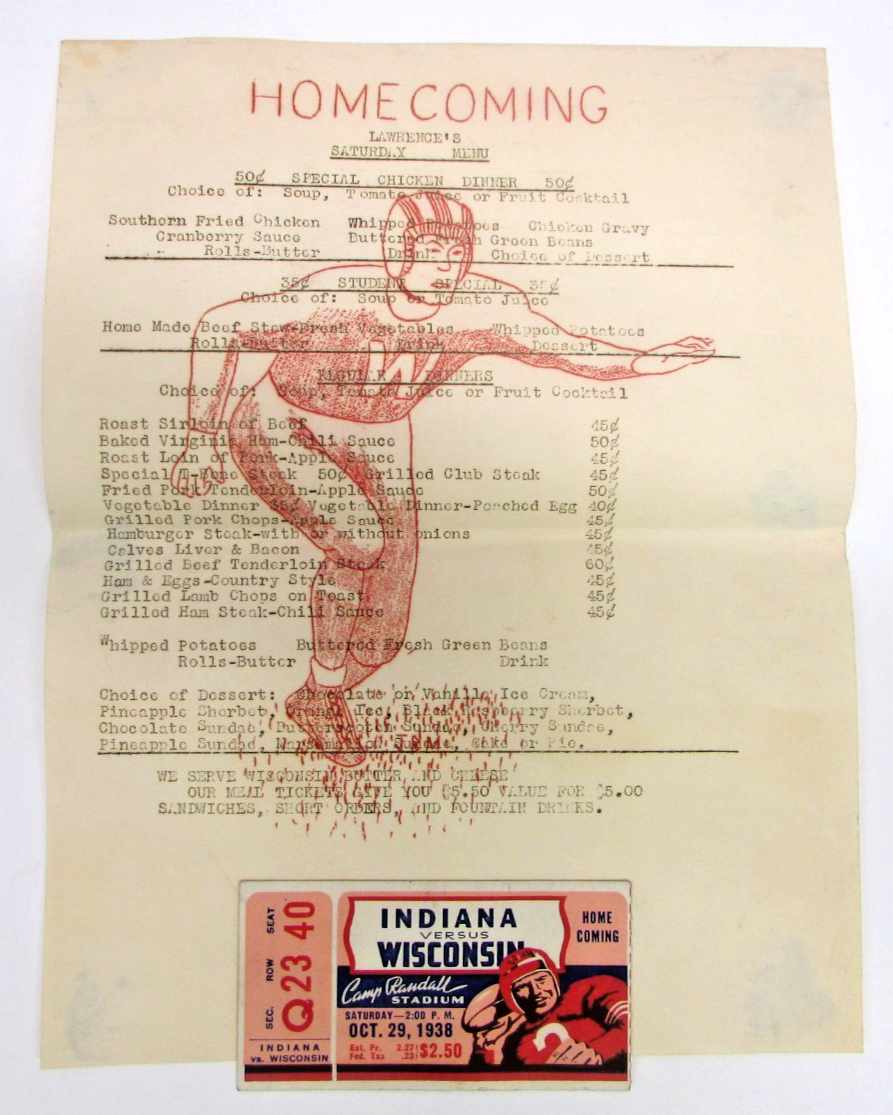 HOMECOMING
LAWRENCE'S
SATURDAY MENU
50¢ SPECIAL CHICKEN DINNER 50¢
Choice of: Soup, Tomato Juice or Fruit Cocktail
Southern Fried Chicken Whipped Potatoes Chicken Gravy
Cranberry Sauce Buttered Fresh Green Beans
Rolls-Butter Drink Choice of Dessert
35¢ STUDENT SPECIAL 35¢
Choice of: Soup or Tomato Juice
Home Made Beef Stew-Fresh Vegetables Whipped Potatoes
Rolls-Butter Drink Dessert
REGULAR DINNERS
Choice of: Soup, Tomato Juice or Fruit Cocktail
Roast Sirloin of Beef 45¢
Baked Virginia Ham-Chili Sauce 50¢
Roast Loin of Pork-Apple Sauce 45¢
Special T-Bone Steak 50¢ Grilled Club Steak 45¢
Fried Pork Tenderloin-Apple Sauce 50¢
Vegetable Dinner 35¢ Vegetable Dinner-Poached Egg 40¢
Grilled Pork Chops-Apple Sauce 45¢
Hamburger Steak-with or without onions 45¢
Calves Liver & Bacon 45¢
Grilled Beef Tenderloin Steak 60¢
Ham & Eggs-Country Style 45¢
Grilled Lamb Chops on Toast 45¢
Grilled Ham Steak-Chili Sauce 45¢
Whipped Potatoes Buttered Fresh Green Beans
Rolls-Butter Drink
Choice of Dessert: Chocolate or Vanilla Ice Cream,
Pineapple Sherbet, Orange Ice, Black Raspberry Sherbet,
Chocolate Sundae, Butterscotch Sundae, Cherry Sundae,
Pineapple Sundae, Marshmallow Sundae, Cake or Pie.
WE SERVE WISCONSIN BUTTER AND CHEESE
OUR MEAL TICKETS GIVE YOU $5.50 VALUE FOR $5.00
SANDWICHES, SHORT ORDERS, AND FOUNTAIN DRINKS.
SEC. ROW SEAT
Q 23 40
INDIANA
vs. WISCONSIN
INDIANA
VERSUS
WISCONSIN
HOME
COMING
Camp Randall
STADIUM
SATURDAY—2:00 P. M.
OCT. 29, 1938
Est. Pr. 2.27
Fed. Tax .23
$2.50
2